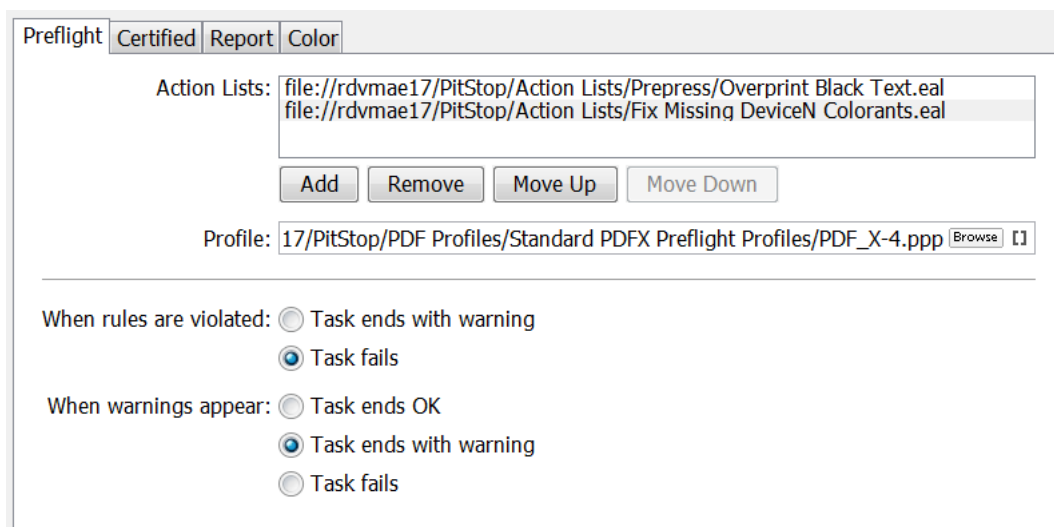 Preflight Certified Report Color
Action Lists: file://rdvmae17/PitStop/Action Lists/Prepress/Overprint Black Text.eal
file://rdvmae17/PitStop/Action Lists/Fix Missing DeviceN Colorants.eal
Add Remove Move Up Move Down
Profile: 17/PitStop/PDF Profiles/Standard PDFX Preflight Profiles/PDF_X-4.ppp Browse []
When rules are violated: Task ends with warning
Task fails
When warnings appear: Task ends OK
Task ends with warning
Task fails